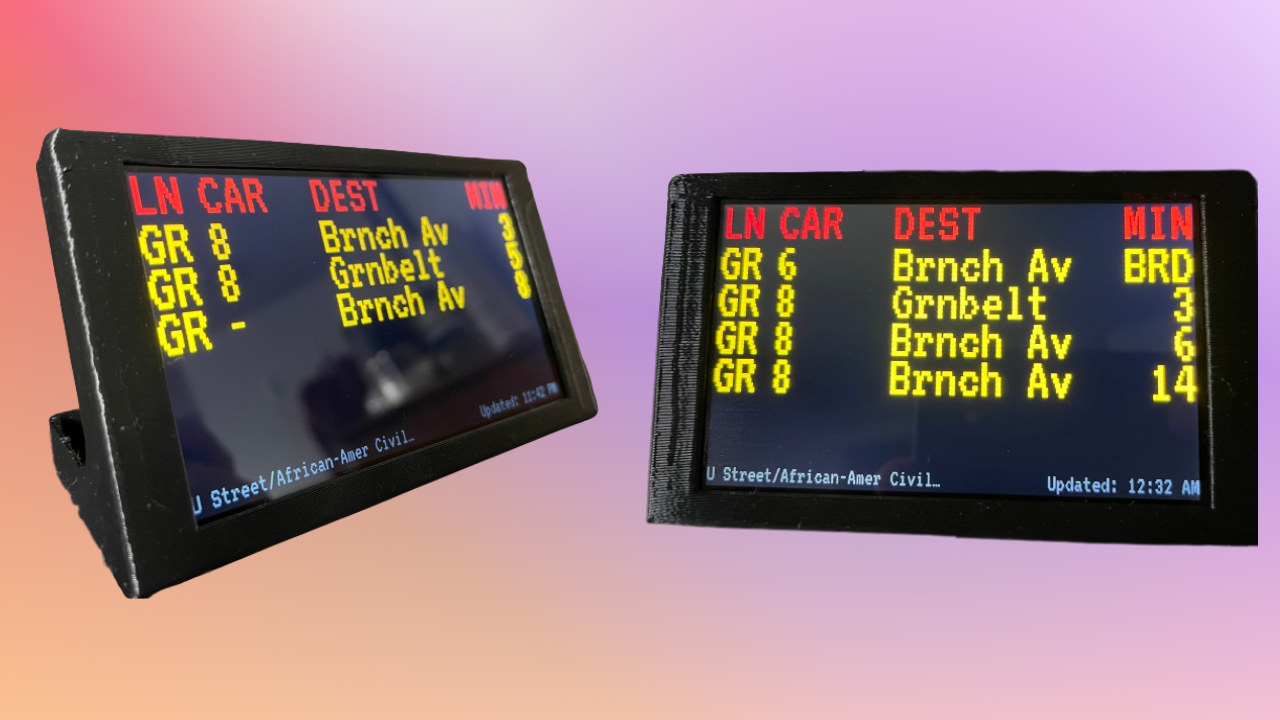 LN CAR DEST MIN
GR 8 Brnch Av 3
GR 8 Grnbelt 5
GR - Brnch Av 8
U Street/African-Amer Civil… Updated: 11:42 PM
LN CAR DEST MIN
GR 6 Brnch Av BRD
GR 8 Grnbelt 3
GR 8 Brnch Av 6
GR 8 Brnch Av 14
U Street/African-Amer Civil… Updated: 12:32 AM